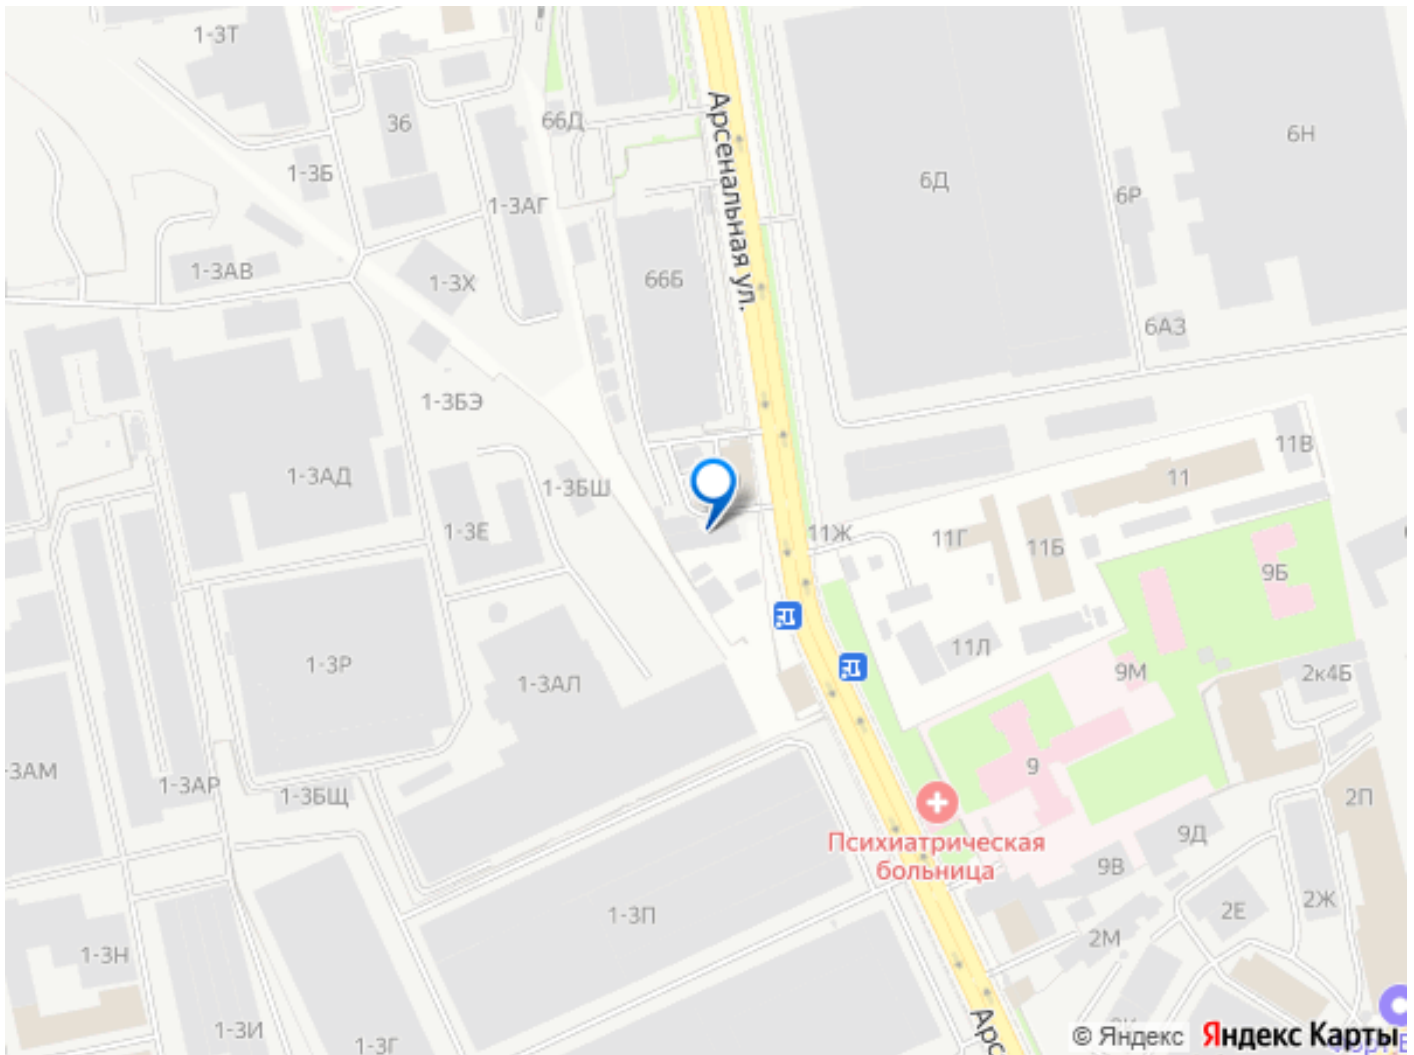 1-3Т
36
66Д
Арсенальная ул.
6Н
1-3Б
6Д
6Р
1-3АГ
1-3АВ
1-3Х
66Б
6А3
1-3БЭ
11В
1-3АД
1-3БШ
11
1-3Е
11Ж
11Г
11Б
9Б
1-3Р
11Л
1-3АЛ
9М
2к4Б
-3АМ
1-3АР
1-3БЩ
9
2П
Психиатрическая
больница
9Д
9В
1-3П
2Е
2Ж
2М
1-3Н
1-3И
1-3Г
Арс
© Яндекс
Яндекс Карты